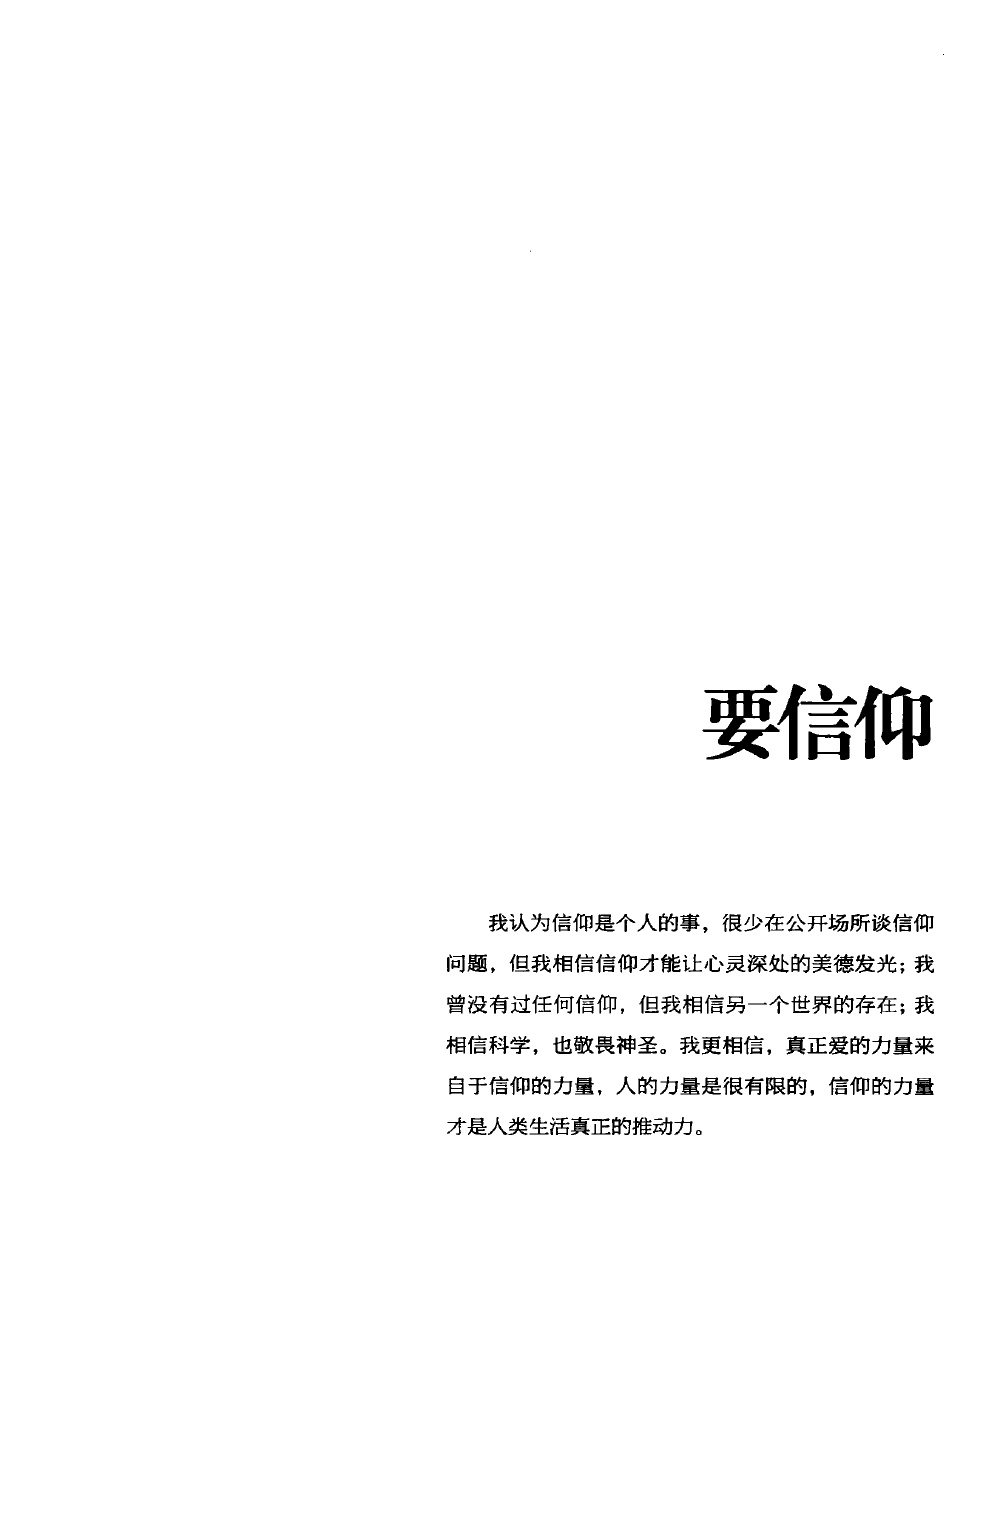 要信仰
我认为信仰是个人的事，很少在公开场所谈信仰
问题，但我相信信仰才能让心灵深处的美德发光；我
曾没有过任何信仰，但我相信另一个世界的存在；我
相信科学，也敬畏神圣。我更相信，真正爱的力量来
自于信仰的力量，人的力量是很有限的，信仰的力量
才是人类生活真正的推动力。